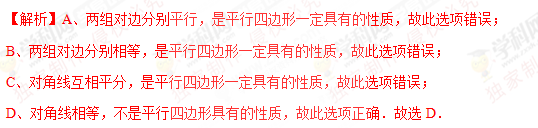 【解析】A、两组对边分别平行，是平行四边形一定具有的性质，故此选项错误；
B、两组对边分别相等，是平行四边形一定具有的性质，故此选项错误；
C、对角线互相平分，是平行四边形一定具有的性质，故此选项错误；
D、对角线相等，不是平行四边形具有的性质，故此选项正确．故选 D．